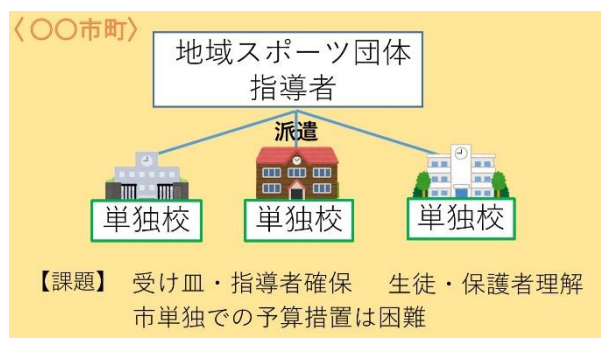 〈〇〇市町〉
地域スポーツ団体
指導者
派遣
単独校 単独校 単独校
【課題】 受け皿・指導者確保 生徒・保護者理解
市単独での予算措置は困難